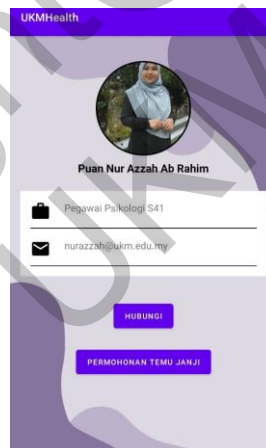 UKMHealth
Puan Nur Azzah Ab Rahim
Pegawai Psikologi S41
nurazzah@ukm.edu.my
HUBUNGI
PERMOHONAN TEMU JANJI